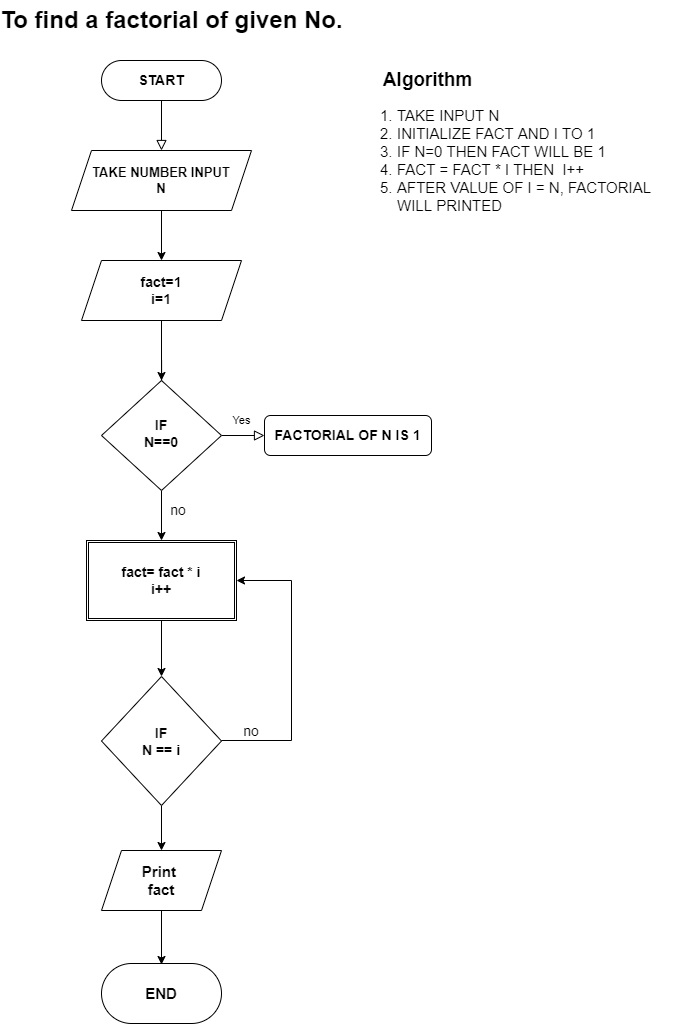 To find a factorial of given No.
START
Algorithm
1. TAKE INPUT N
2. INITIALIZE FACT AND I TO 1
3. IF N=0 THEN FACT WILL BE 1
4. FACT = FACT * I THEN I++
5. AFTER VALUE OF I = N, FACTORIAL
WILL PRINTED
TAKE NUMBER INPUT
N
fact=1
i=1
IF
N==0
Yes
FACTORIAL OF N IS 1
no
fact= fact * i
i++
IF
N == i
no
Print
fact
END